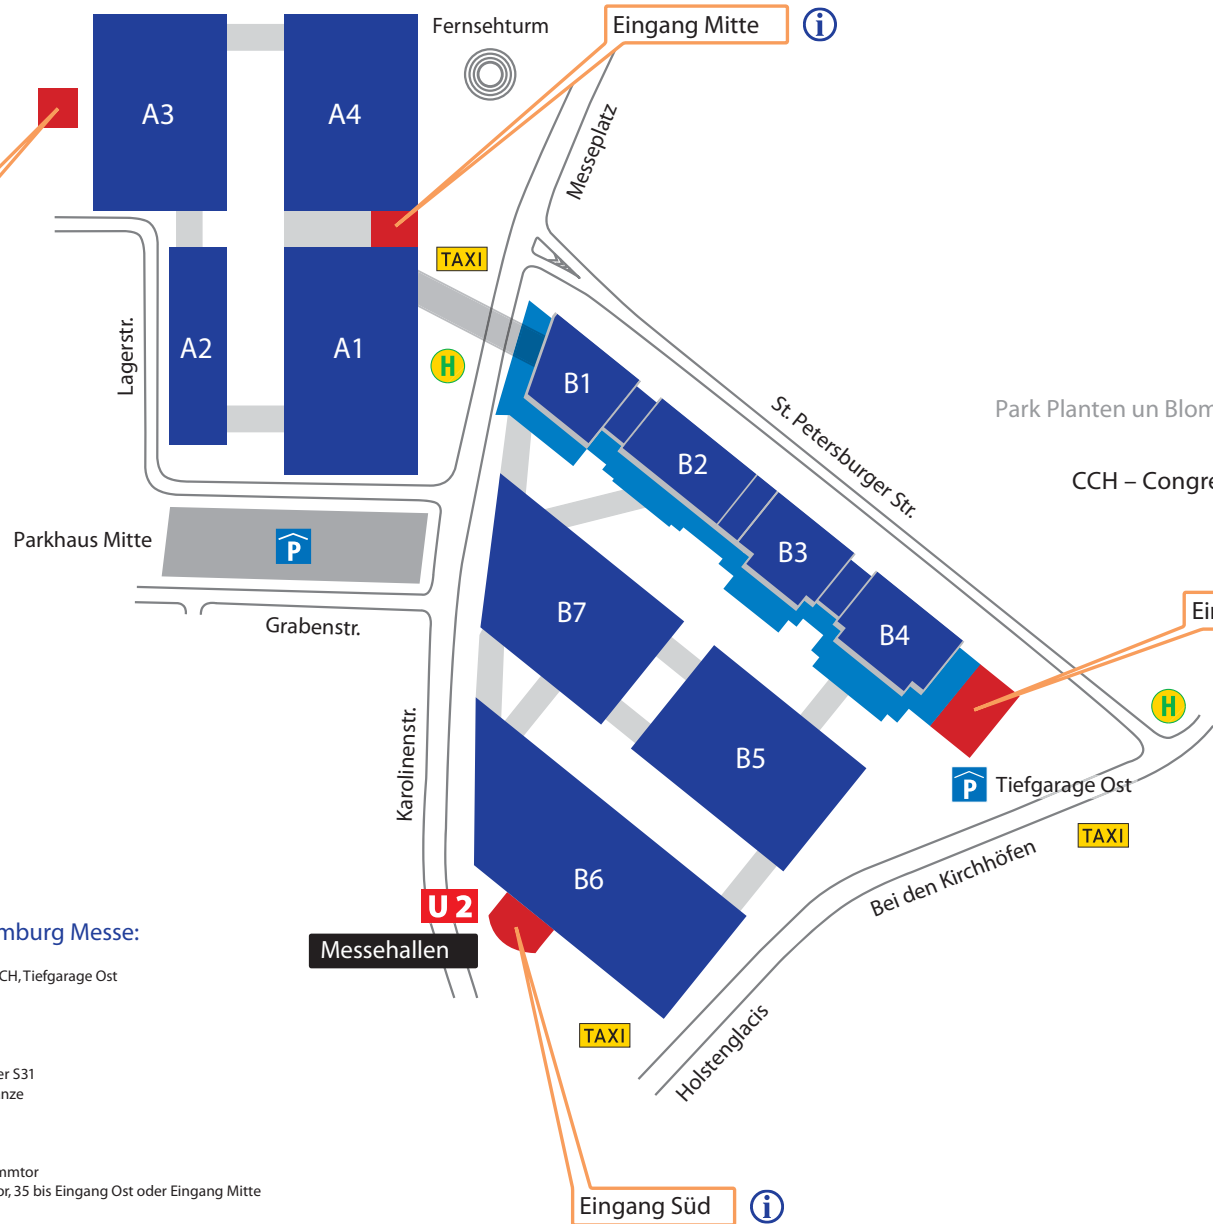 Fernsehturm
Eingang Mitte
i
A3
A4
Messeplatz
TAXI
Lagerstr.
A2
A1
H
B1
St. Petersburger Str.
Park Planten un Blom
B2
CCH – Congre
Parkhaus Mitte
P
B3
B7
Grabenstr.
B4
Ei
H
Karolinenstr.
B5
P Tiefgarage Ost
TAXI
Bei den Kirchhöfen
B6
U2
Messehallen
mburg Messe:
CH, Tiefgarage Ost
TAXI
Holstenglacis
er S31
nze
mmtor
or, 35 bis Eingang Ost oder Eingang Mitte
Eingang Süd
i